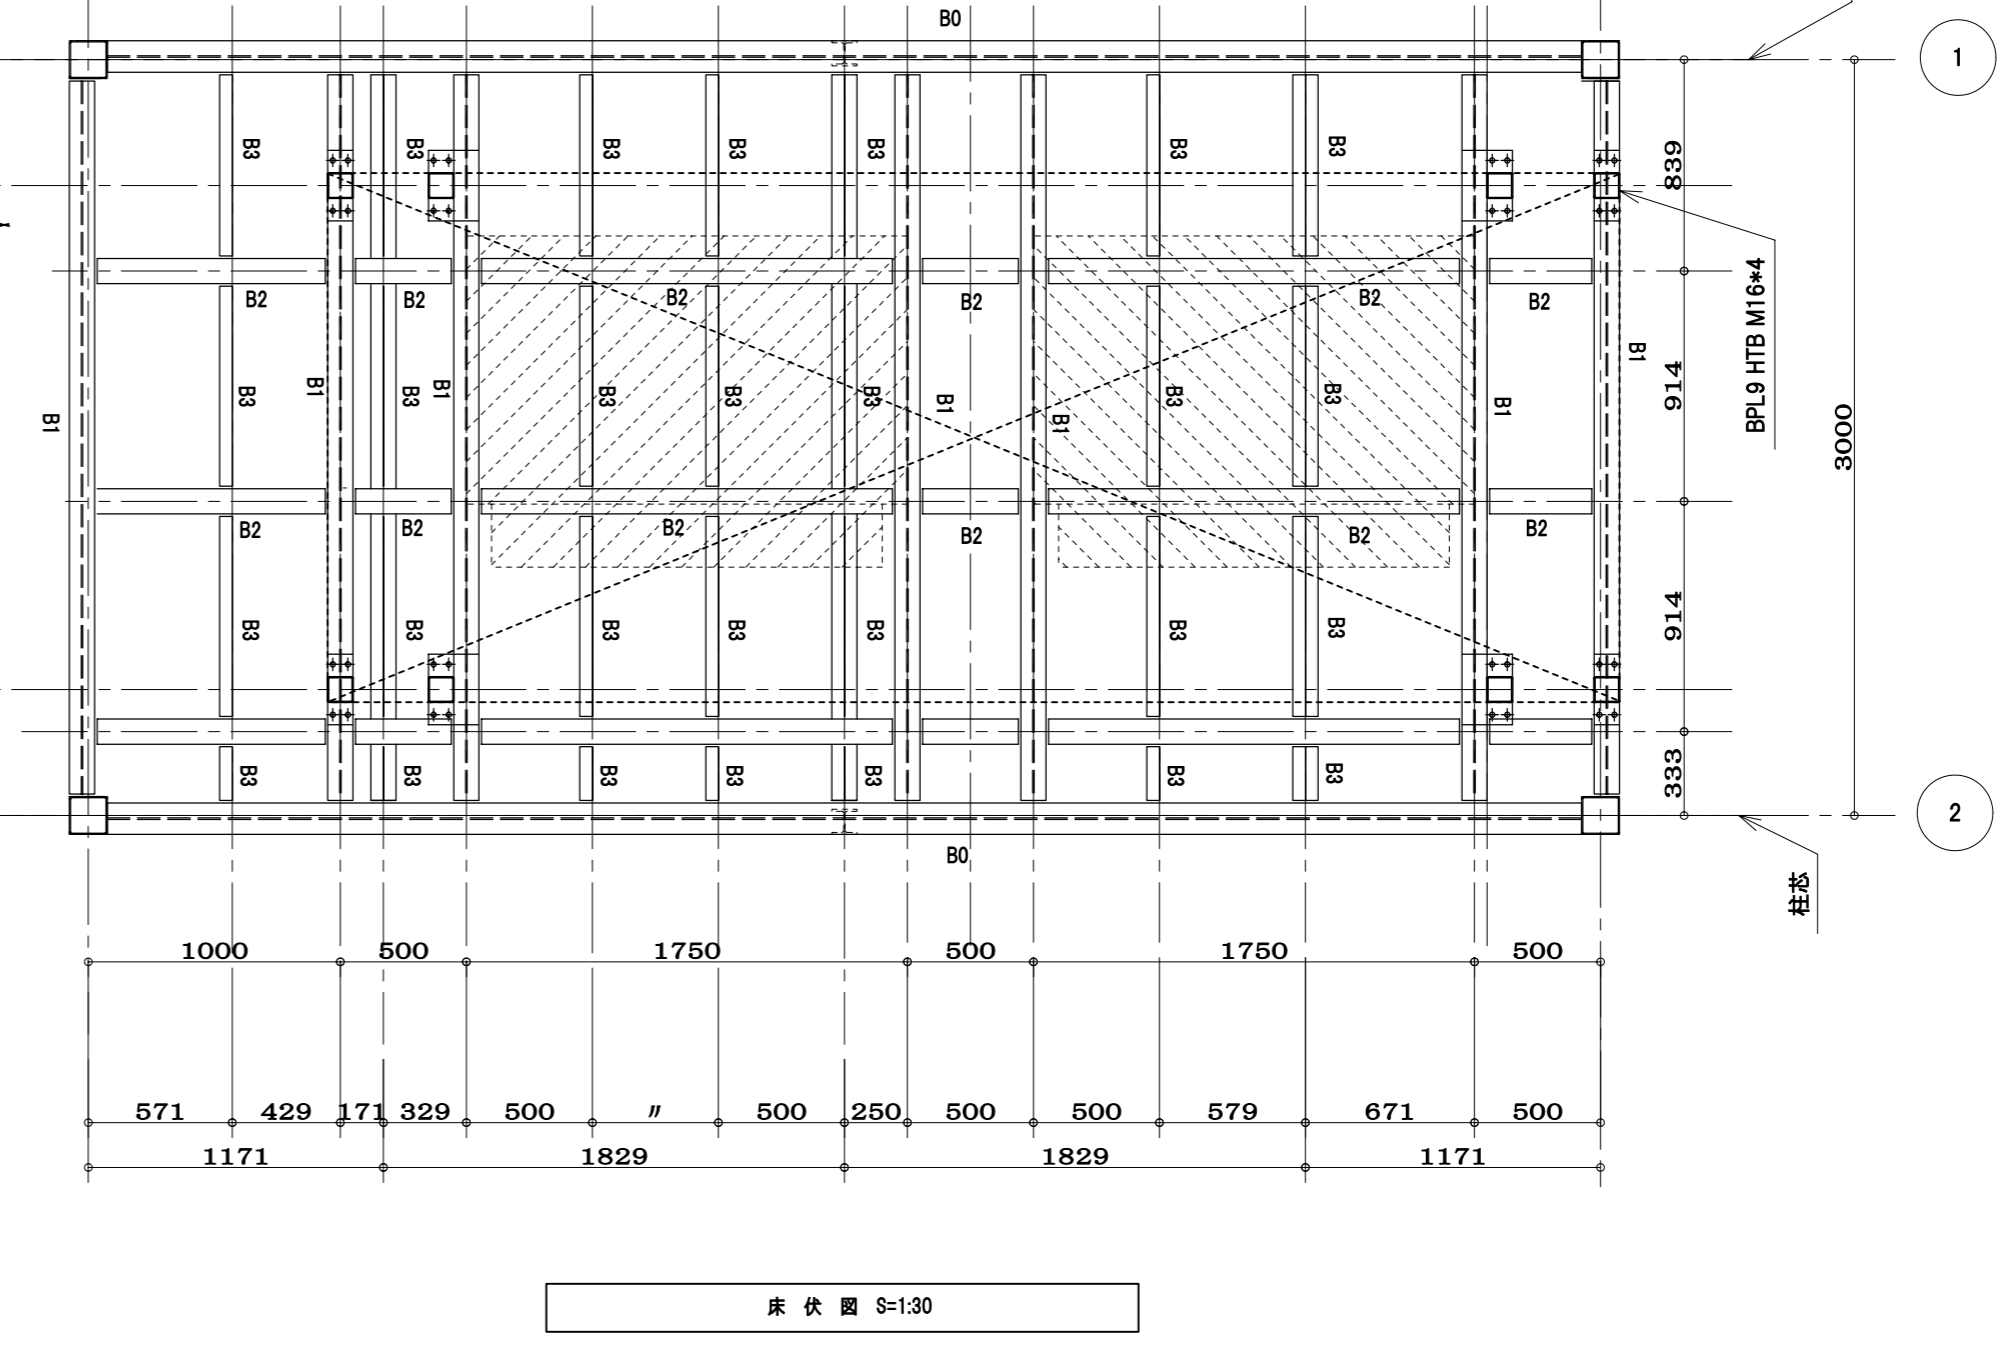 B0
1
B3 B3 B3 B3 B3 B3 B3
839
B2 B2 B2 B2 B2 B2
BPL9 HTB M16*4
B1
B1 B3 B1 B3 B1 B3 B3 B3 B1 B1 B3 B3 B1
914
3000
B2 B2 B2 B2 B2 B2
B3 B3 B3 B3 B3 B3 B3
914
B3 B3 B3 B3 B3 B3 B3
333
2
B0
柱芯
1000 500 1750 500 1750 500
571 429 171 329 500 〃 500 250 500 500 579 671 500
1171 1829 1829 1171
床 伏 図 S=1:30